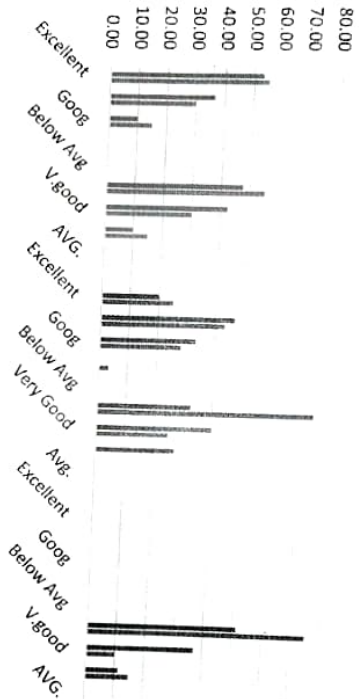 80.00
70.00
60.00
50.00
40.00
30.00
20.00
10.00
0.00
Excellent
Goog
Below Avg
V.good
AVG.
Excellent
Goog
Below Avg
Very Good
Avg.
Excellent
Goog
Below Avg
V.good
AVG.